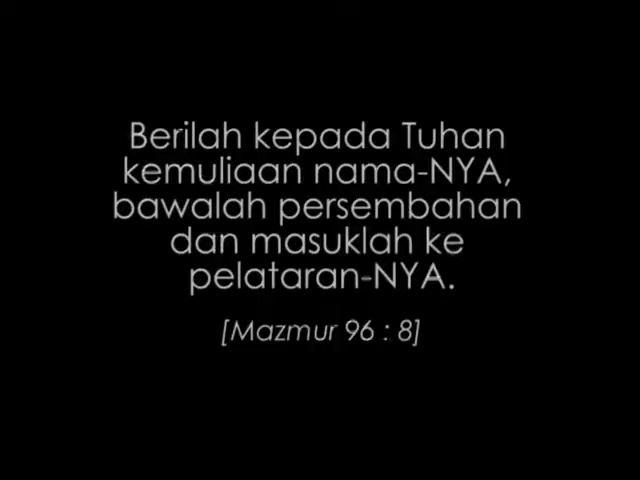 Berilah kepada Tuhan
kemuliaan nama-NYA,
bawalah persembahan
dan masuklah ke
pelataran-NYA.
[Mazmur 96 : 8]